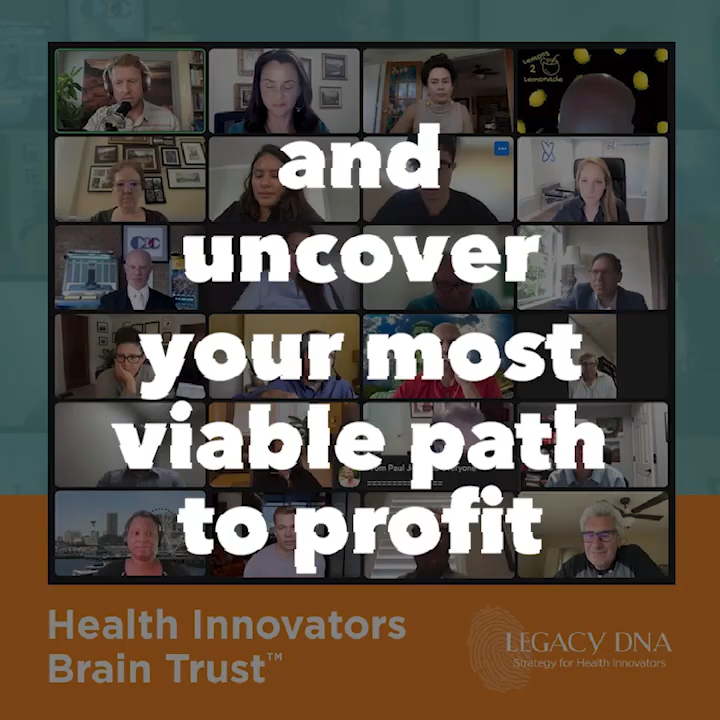 Lemons
2
Lemonade
and
uncover
your most
viable path
to profit
Health Innovators
Brain Trust™
LEGACY DNA
Strategy for Health Innovators